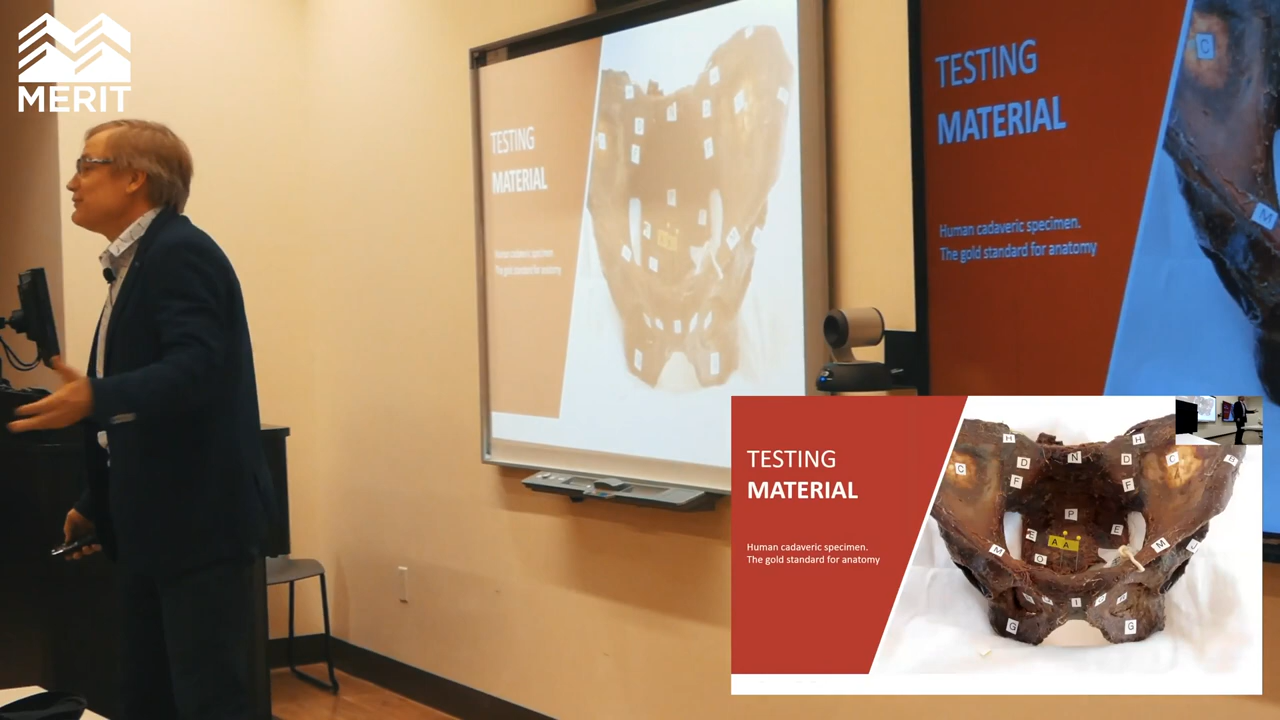 MERIT
TESTING
MATERIAL
Human cadaveric specimen.
The gold standard for anatomy
TESTING
MATERIAL
Human cadaveric specimen.
The gold standard for anatomy
C
M
TESTING
MATERIAL
Human cadaveric specimen.
The gold standard for anatomy
H
H
C
D
N
D
C
B
F
F
P
E
E
A A
M
O
M
J
I
G
G